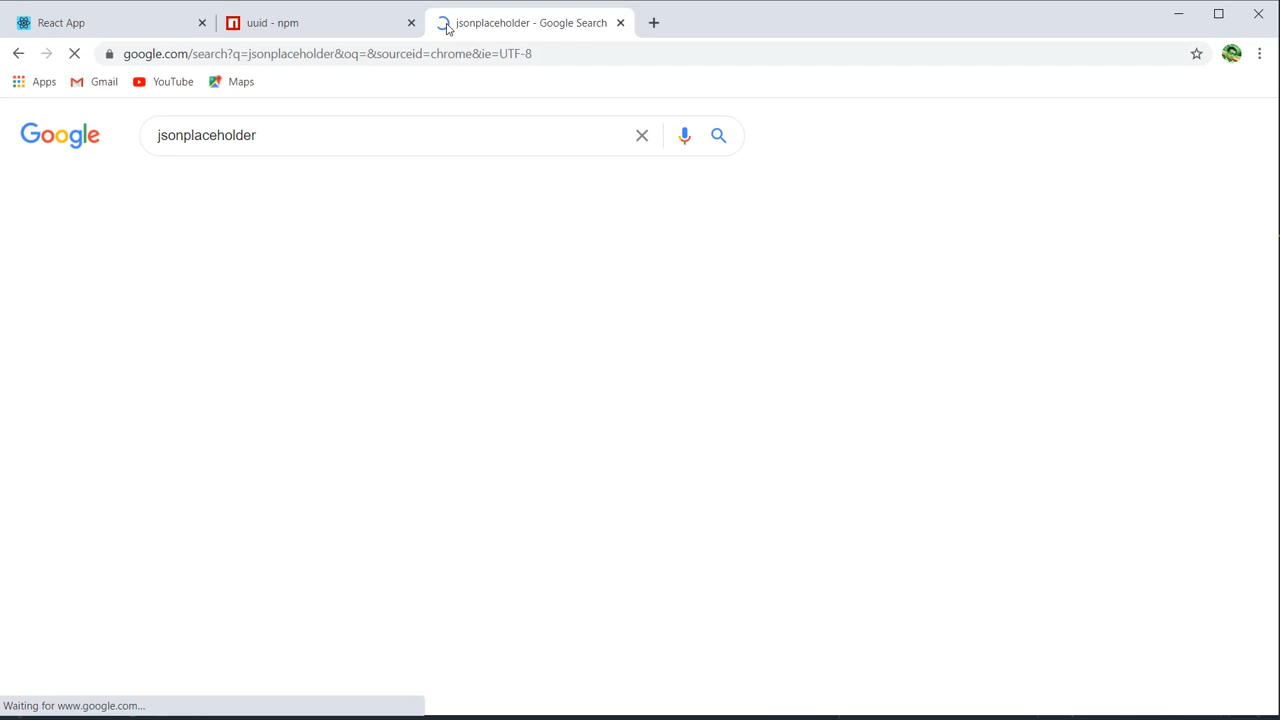 React App
uuid - npm
jsonplaceholder - Google Search
google.com/search?q=jsonplaceholder&oq=&sourceid=chrome&ie=UTF-8
Apps
Gmail
YouTube
Maps
Google
jsonplaceholder
Waiting for www.google.com...